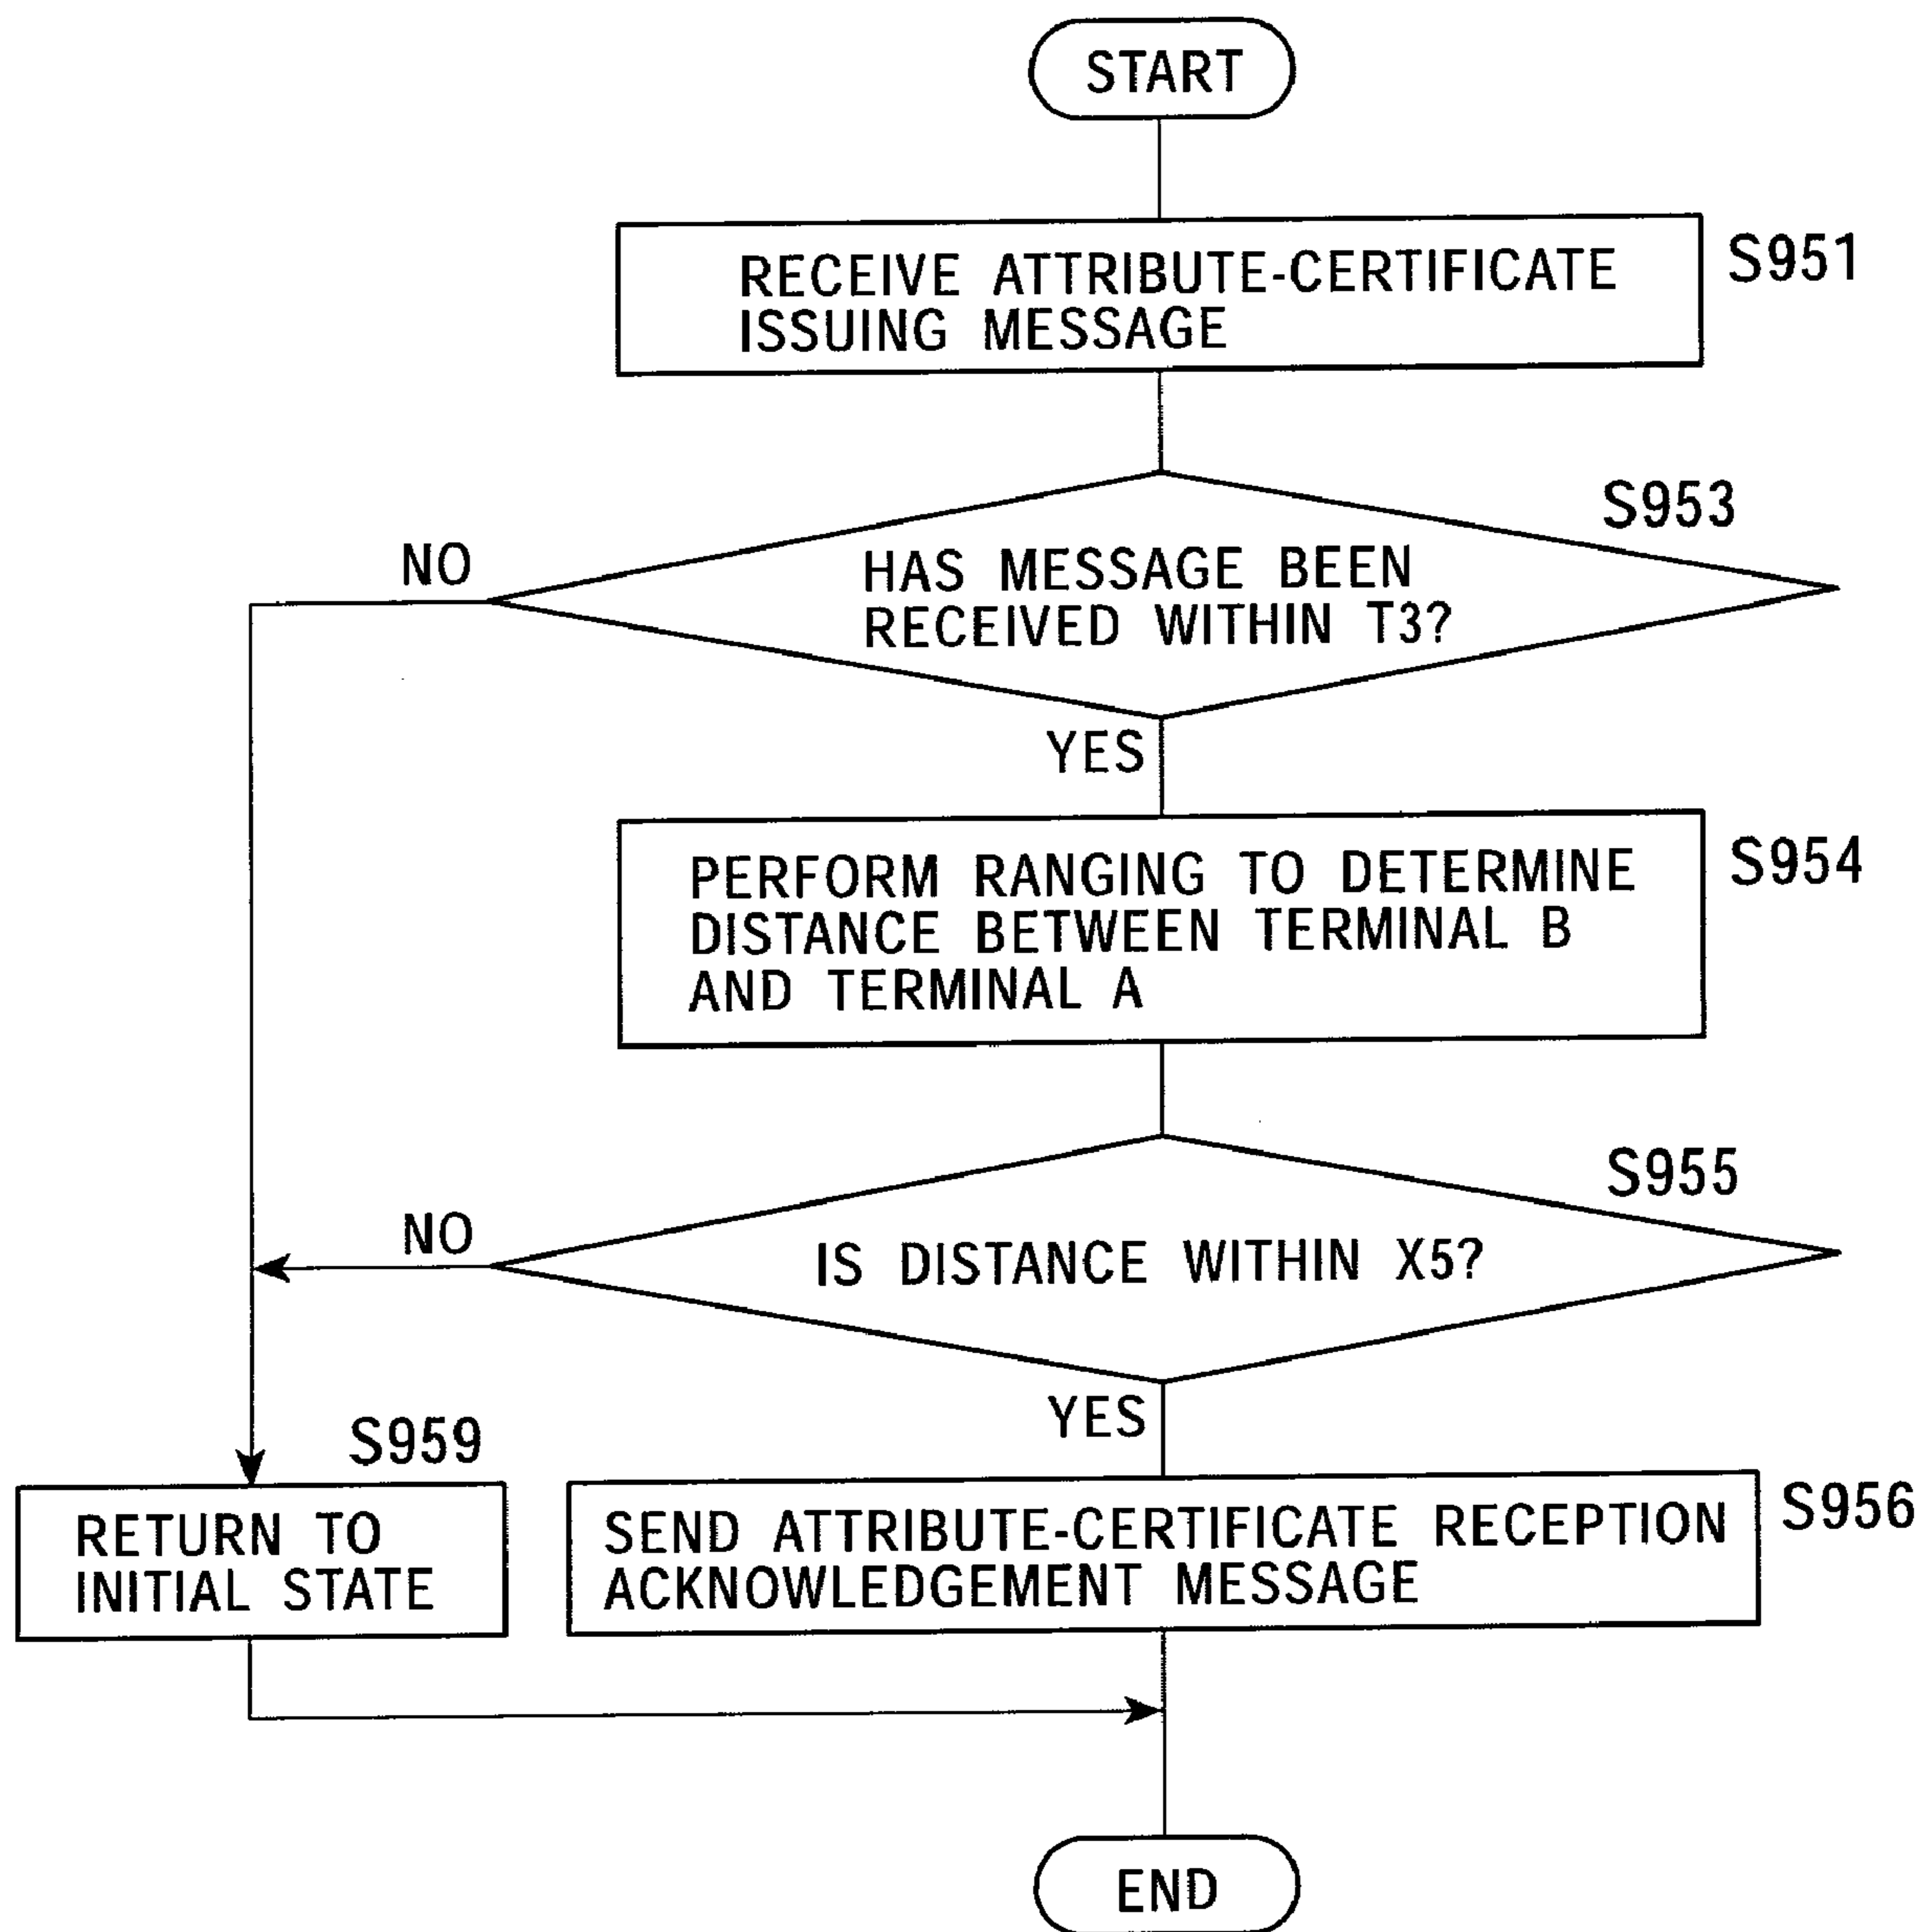 START
RECEIVE ATTRIBUTE-CERTIFICATE
ISSUING MESSAGE
S951
S953
NO
HAS MESSAGE BEEN
RECEIVED WITHIN T3?
YES
PERFORM RANGING TO DETERMINE
DISTANCE BETWEEN TERMINAL B
AND TERMINAL A
S954
S955
NO
IS DISTANCE WITHIN X5?
YES
S959
RETURN TO
INITIAL STATE
SEND ATTRIBUTE-CERTIFICATE RECEPTION
ACKNOWLEDGEMENT MESSAGE
S956
END